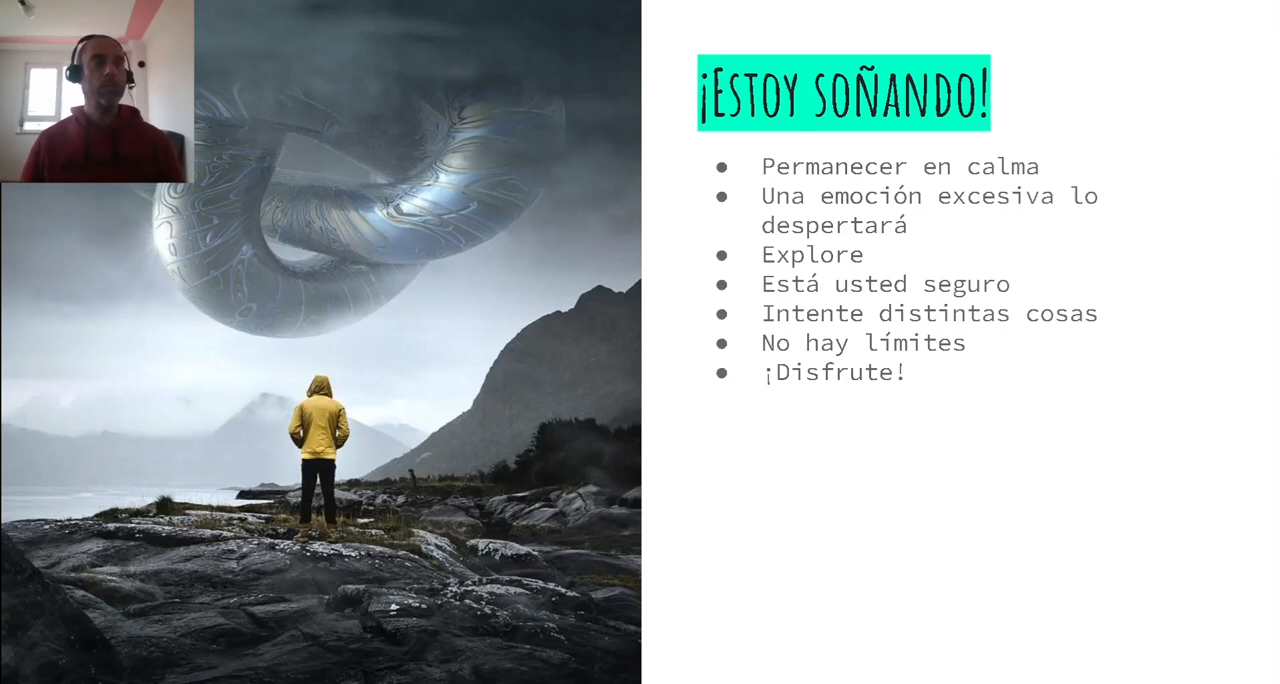 ¡Estoy soñando!
● Permanecer en calma
● Una emoción excesiva lo
despertará
● Explore
● Está usted seguro
● Intente distintas cosas
● No hay límites
● ¡Disfrute!